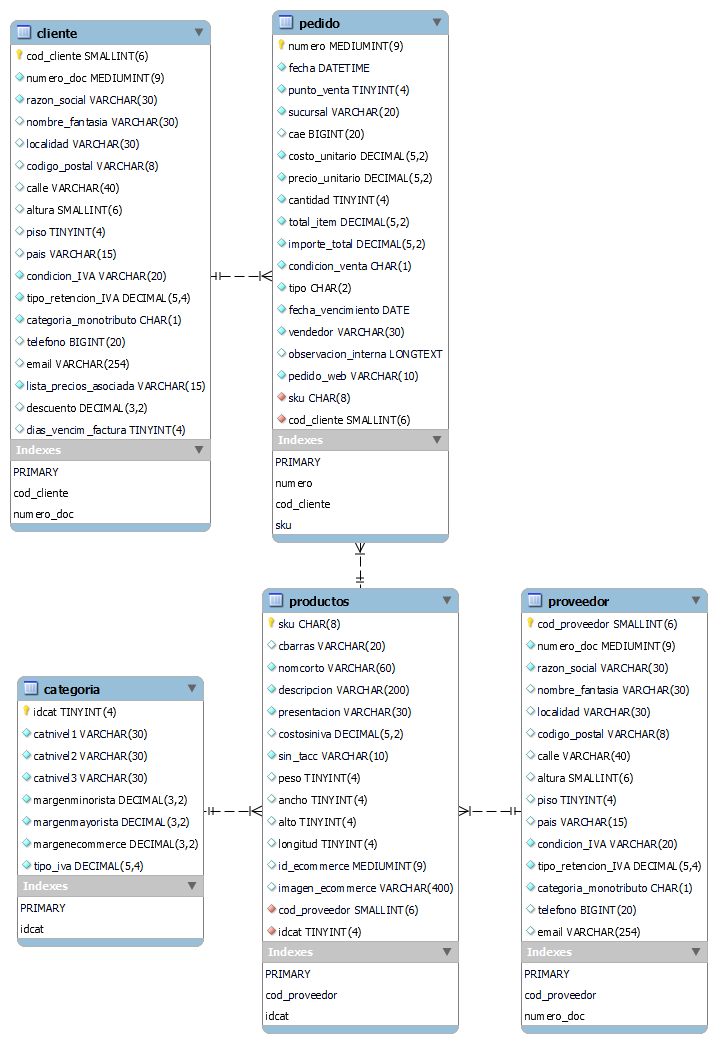 cliente
cod_cliente SMALLINT(6)
numero_doc MEDIUMINT(9)
razon_social VARCHAR(30)
nombre_fantasia VARCHAR(30)
localidad VARCHAR(30)
codigo_postal VARCHAR(8)
calle VARCHAR(40)
altura SMALLINT(6)
piso TINYINT(4)
pais VARCHAR(15)
condicion_IVA VARCHAR(20)
tipo_retencion_IVA DECIMAL(5,4)
categoria_monotributo CHAR(1)
telefono BIGINT(20)
email VARCHAR(254)
lista_precios_asociada VARCHAR(15)
descuento DECIMAL(3,2)
dias_vencim_factura TINYINT(4)
Indexes
PRIMARY
cod_cliente
numero_doc
pedido
numero MEDIUMINT(9)
fecha DATETIME
punto_venta TINYINT(4)
sucursal VARCHAR(20)
cae BIGINT(20)
costo_unitario DECIMAL(5,2)
precio_unitario DECIMAL(5,2)
cantidad TINYINT(4)
total_item DECIMAL(5,2)
importe_total DECIMAL(5,2)
condicion_venta CHAR(1)
tipo CHAR(2)
fecha_vencimiento DATE
vendedor VARCHAR(30)
observacion_interna LONGTEXT
pedido_web VARCHAR(10)
sku CHAR(8)
cod_cliente SMALLINT(6)
Indexes
PRIMARY
numero
cod_cliente
sku
categoria
idcat TINYINT(4)
catnivel1 VARCHAR(30)
catnivel2 VARCHAR(30)
catnivel3 VARCHAR(30)
margenminorista DECIMAL(3,2)
margenmayorista DECIMAL(3,2)
margenecommerce DECIMAL(3,2)
tipo_iva DECIMAL(5,4)
Indexes
PRIMARY
idcat
productos
sku CHAR(8)
cbarras VARCHAR(20)
nomcorto VARCHAR(60)
descripcion VARCHAR(200)
presentacion VARCHAR(30)
costosiniva DECIMAL(5,2)
sin_tacc VARCHAR(10)
peso TINYINT(4)
ancho TINYINT(4)
alto TINYINT(4)
longitud TINYINT(4)
id_ecommerce MEDIUMINT(9)
imagen_ecommerce VARCHAR(400)
cod_proveedor SMALLINT(6)
idcat TINYINT(4)
Indexes
PRIMARY
cod_proveedor
idcat
proveedor
cod_proveedor SMALLINT(6)
numero_doc MEDIUMINT(9)
razon_social VARCHAR(30)
nombre_fantasia VARCHAR(30)
localidad VARCHAR(30)
codigo_postal VARCHAR(8)
calle VARCHAR(40)
altura SMALLINT(6)
piso TINYINT(4)
pais VARCHAR(15)
condicion_IVA VARCHAR(20)
tipo_retencion_IVA DECIMAL(5,4)
categoria_monotributo CHAR(1)
telefono BIGINT(20)
email VARCHAR(254)
Indexes
PRIMARY
cod_proveedor
numero_doc